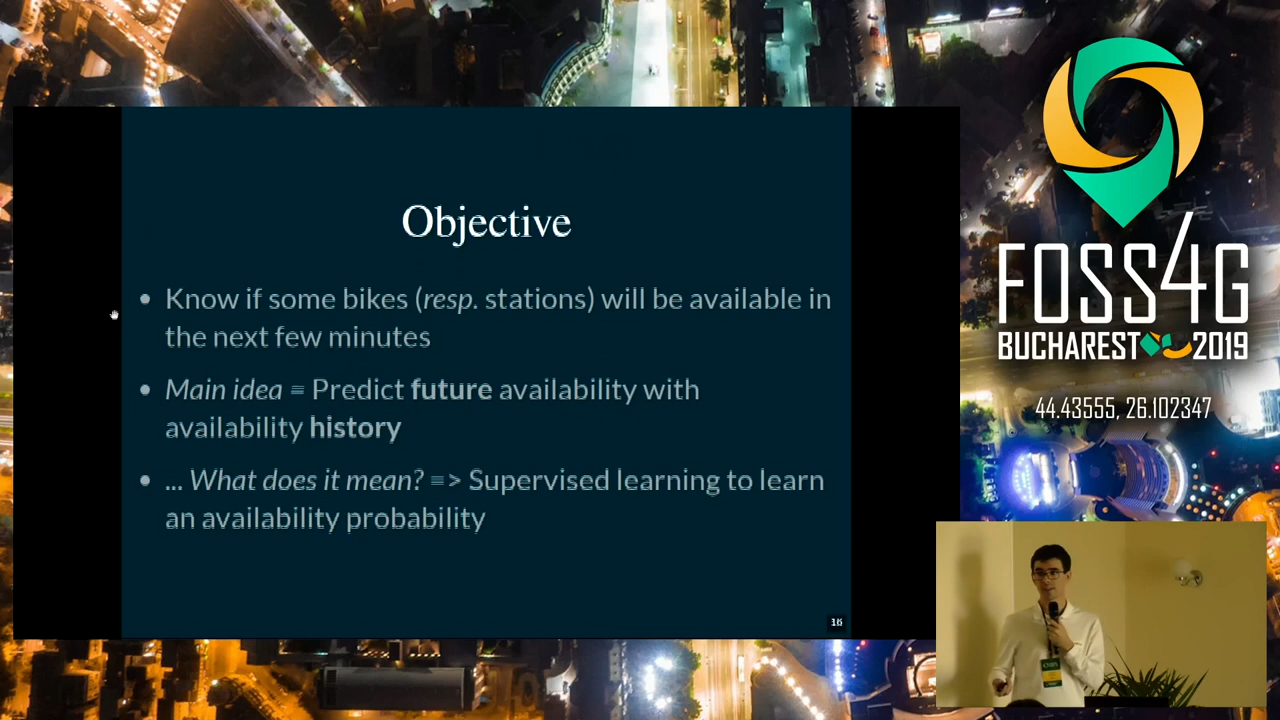 Objective
• Know if some bikes (resp. stations) will be available in
the next few minutes
• Main idea = Predict future availability with
availability history
• ... What does it mean? => Supervised learning to learn
an availability probability
FOSS4G
BUCHAREST 2019
44.43555, 26.102347